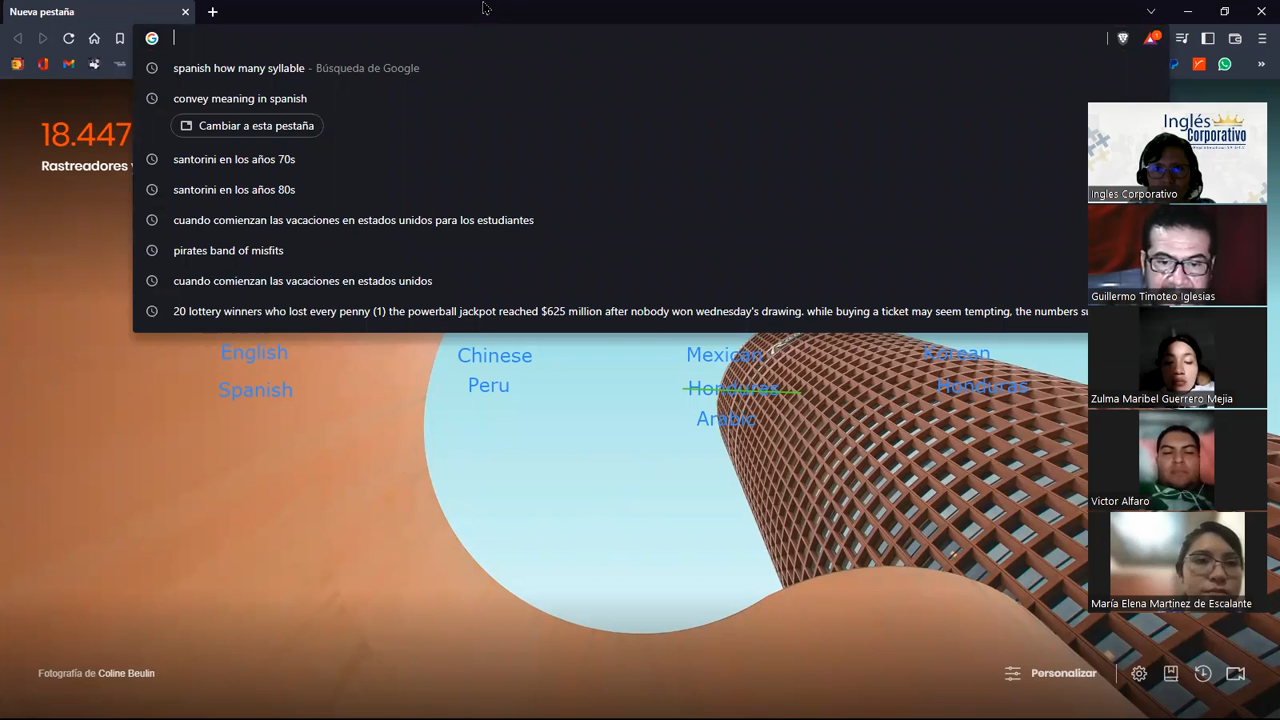 Nueva pestaña
spanish how many syllable - Búsqueda de Google
convey meaning in spanish
Cambiar a esta pestaña
santorini en los años 70s
santorini en los años 80s
cuando comienzan las vacaciones en estados unidos para los estudiantes
pirates band of misfits
cuando comienzan las vacaciones en estados unidos
20 lottery winners who lost every penny (1) the powerball jackpot reached $625 million after nobody won wednesday's drawing. while buying a ticket may seem tempting, the numbers su
18.447
Rastreadores y
English
Chinese
Mexican
Korean
Spanish
Peru
Honduras
Honduras
Arabic
Inglés
Corporativo
Ingles Corporativo
Guillermo Timoteo Iglesias
Zulma Maribel Guerrero Mejia
Victor Alfaro
María Elena Martinez de Escalante
Fotografía de Coline Beulin
Personalizar